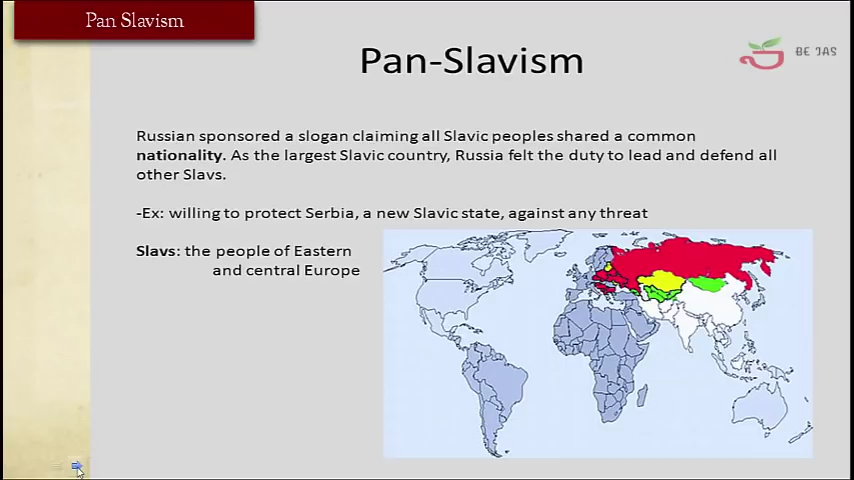 Pan Slavism
Pan-Slavism
BE JAS
Russian sponsored a slogan claiming all Slavic peoples shared a common
nationality. As the largest Slavic country, Russia felt the duty to lead and defend all
other Slavs.
-Ex: willing to protect Serbia, a new Slavic state, against any threat
Slavs: the people of Eastern
and central Europe